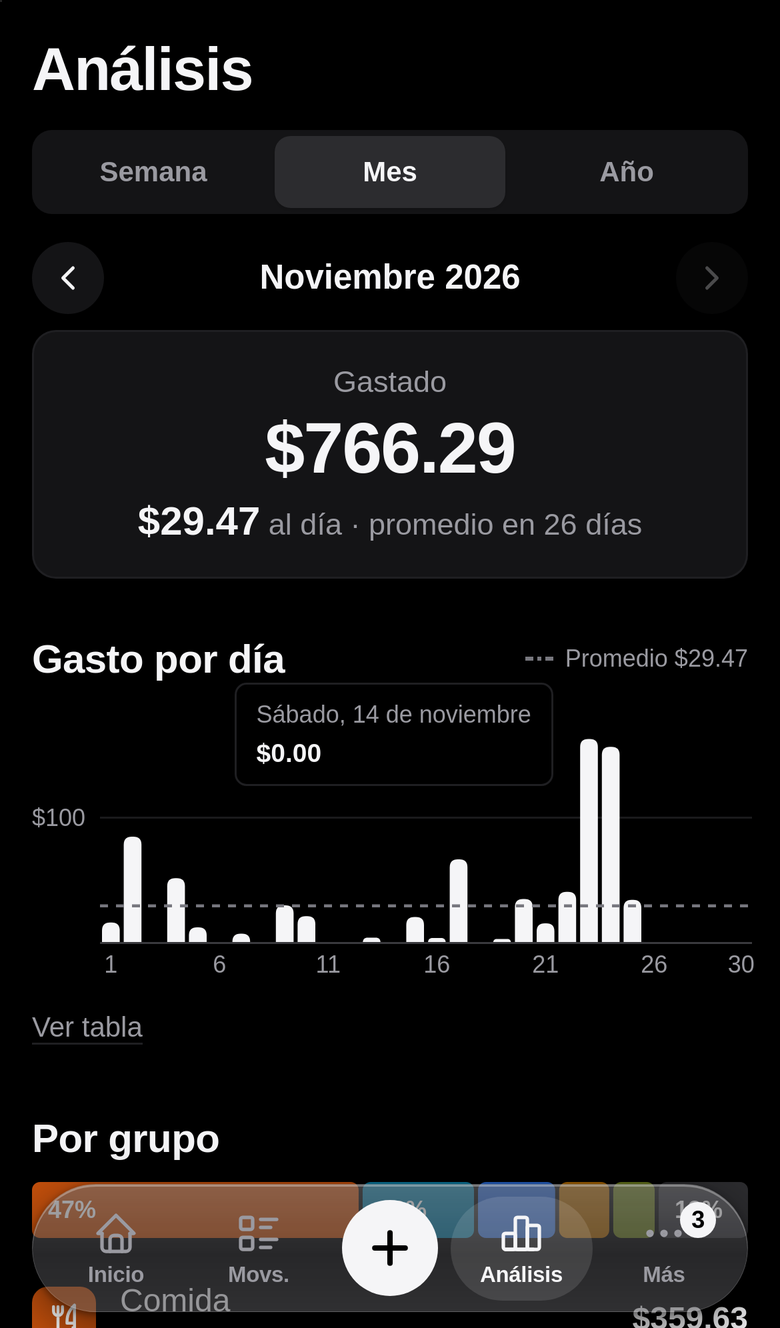 Análisis
Semana Mes Año
Noviembre 2026
Gastado
$766.29
$29.47 al día · promedio en 26 días
Gasto por día
Promedio $29.47
Sábado, 14 de noviembre
$0.00
$100
1 6 11 16 21 26 30
Ver tabla
Por grupo
47%
3
Inicio Movs. Análisis Más
Comida
$359.63